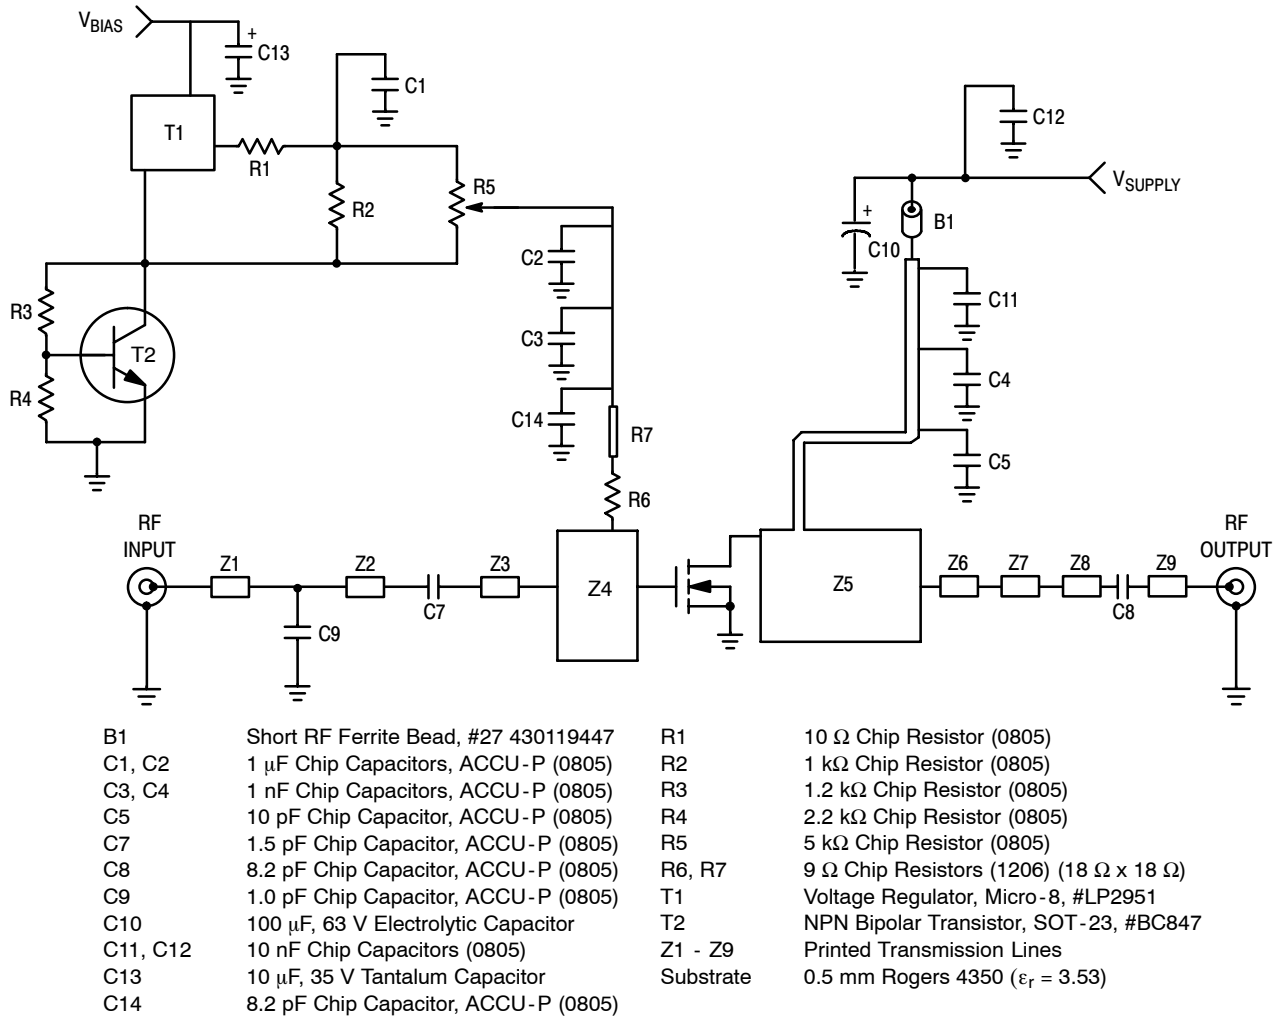 VBIAS
+
C13
C1
T1
R1
R2
R5
C12
VSUPPLY
+
C10
B1
C2
C11
R3
C3
T2
C4
R4
C14
R7
C5
R6
RF
INPUT
RF
OUTPUT
Z1
Z2
Z3
Z4
Z5
Z6
Z7
Z8
Z9
C7
C8
C9
B1 Short RF Ferrite Bead, #27 430119447
C1, C2 1 μF Chip Capacitors, ACCU-P (0805)
C3, C4 1 nF Chip Capacitors, ACCU-P (0805)
C5 10 pF Chip Capacitor, ACCU-P (0805)
C7 1.5 pF Chip Capacitor, ACCU-P (0805)
C8 8.2 pF Chip Capacitor, ACCU-P (0805)
C9 1.0 pF Chip Capacitor, ACCU-P (0805)
C10 100 μF, 63 V Electrolytic Capacitor
C11, C12 10 nF Chip Capacitors (0805)
C13 10 μF, 35 V Tantalum Capacitor
C14 8.2 pF Chip Capacitor, ACCU-P (0805)
R1 10 Ω Chip Resistor (0805)
R2 1 kΩ Chip Resistor (0805)
R3 1.2 kΩ Chip Resistor (0805)
R4 2.2 kΩ Chip Resistor (0805)
R5 5 kΩ Chip Resistor (0805)
R6, R7 9 Ω Chip Resistors (1206) (18 Ω x 18 Ω)
T1 Voltage Regulator, Micro-8, #LP2951
T2 NPN Bipolar Transistor, SOT-23, #BC847
Z1 - Z9 Printed Transmission Lines
Substrate 0.5 mm Rogers 4350 (εr = 3.53)